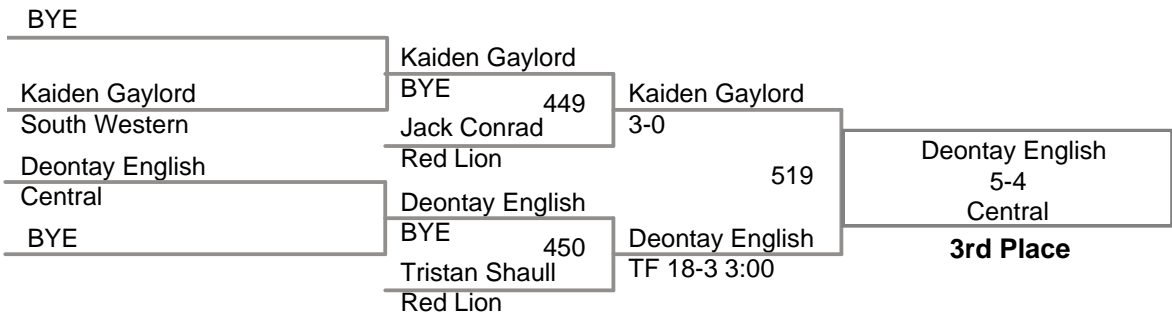 BYE
Kaiden Gaylord
South Western
Deontay English
Central
BYE
Kaiden Gaylord
BYE
449
Jack Conrad
Red Lion
Deontay English
BYE
450
Tristan Shaull
Red Lion
Kaiden Gaylord
3-0
519
Deontay English
TF 18-3 3:00
Deontay English
5-4
Central
3rd Place